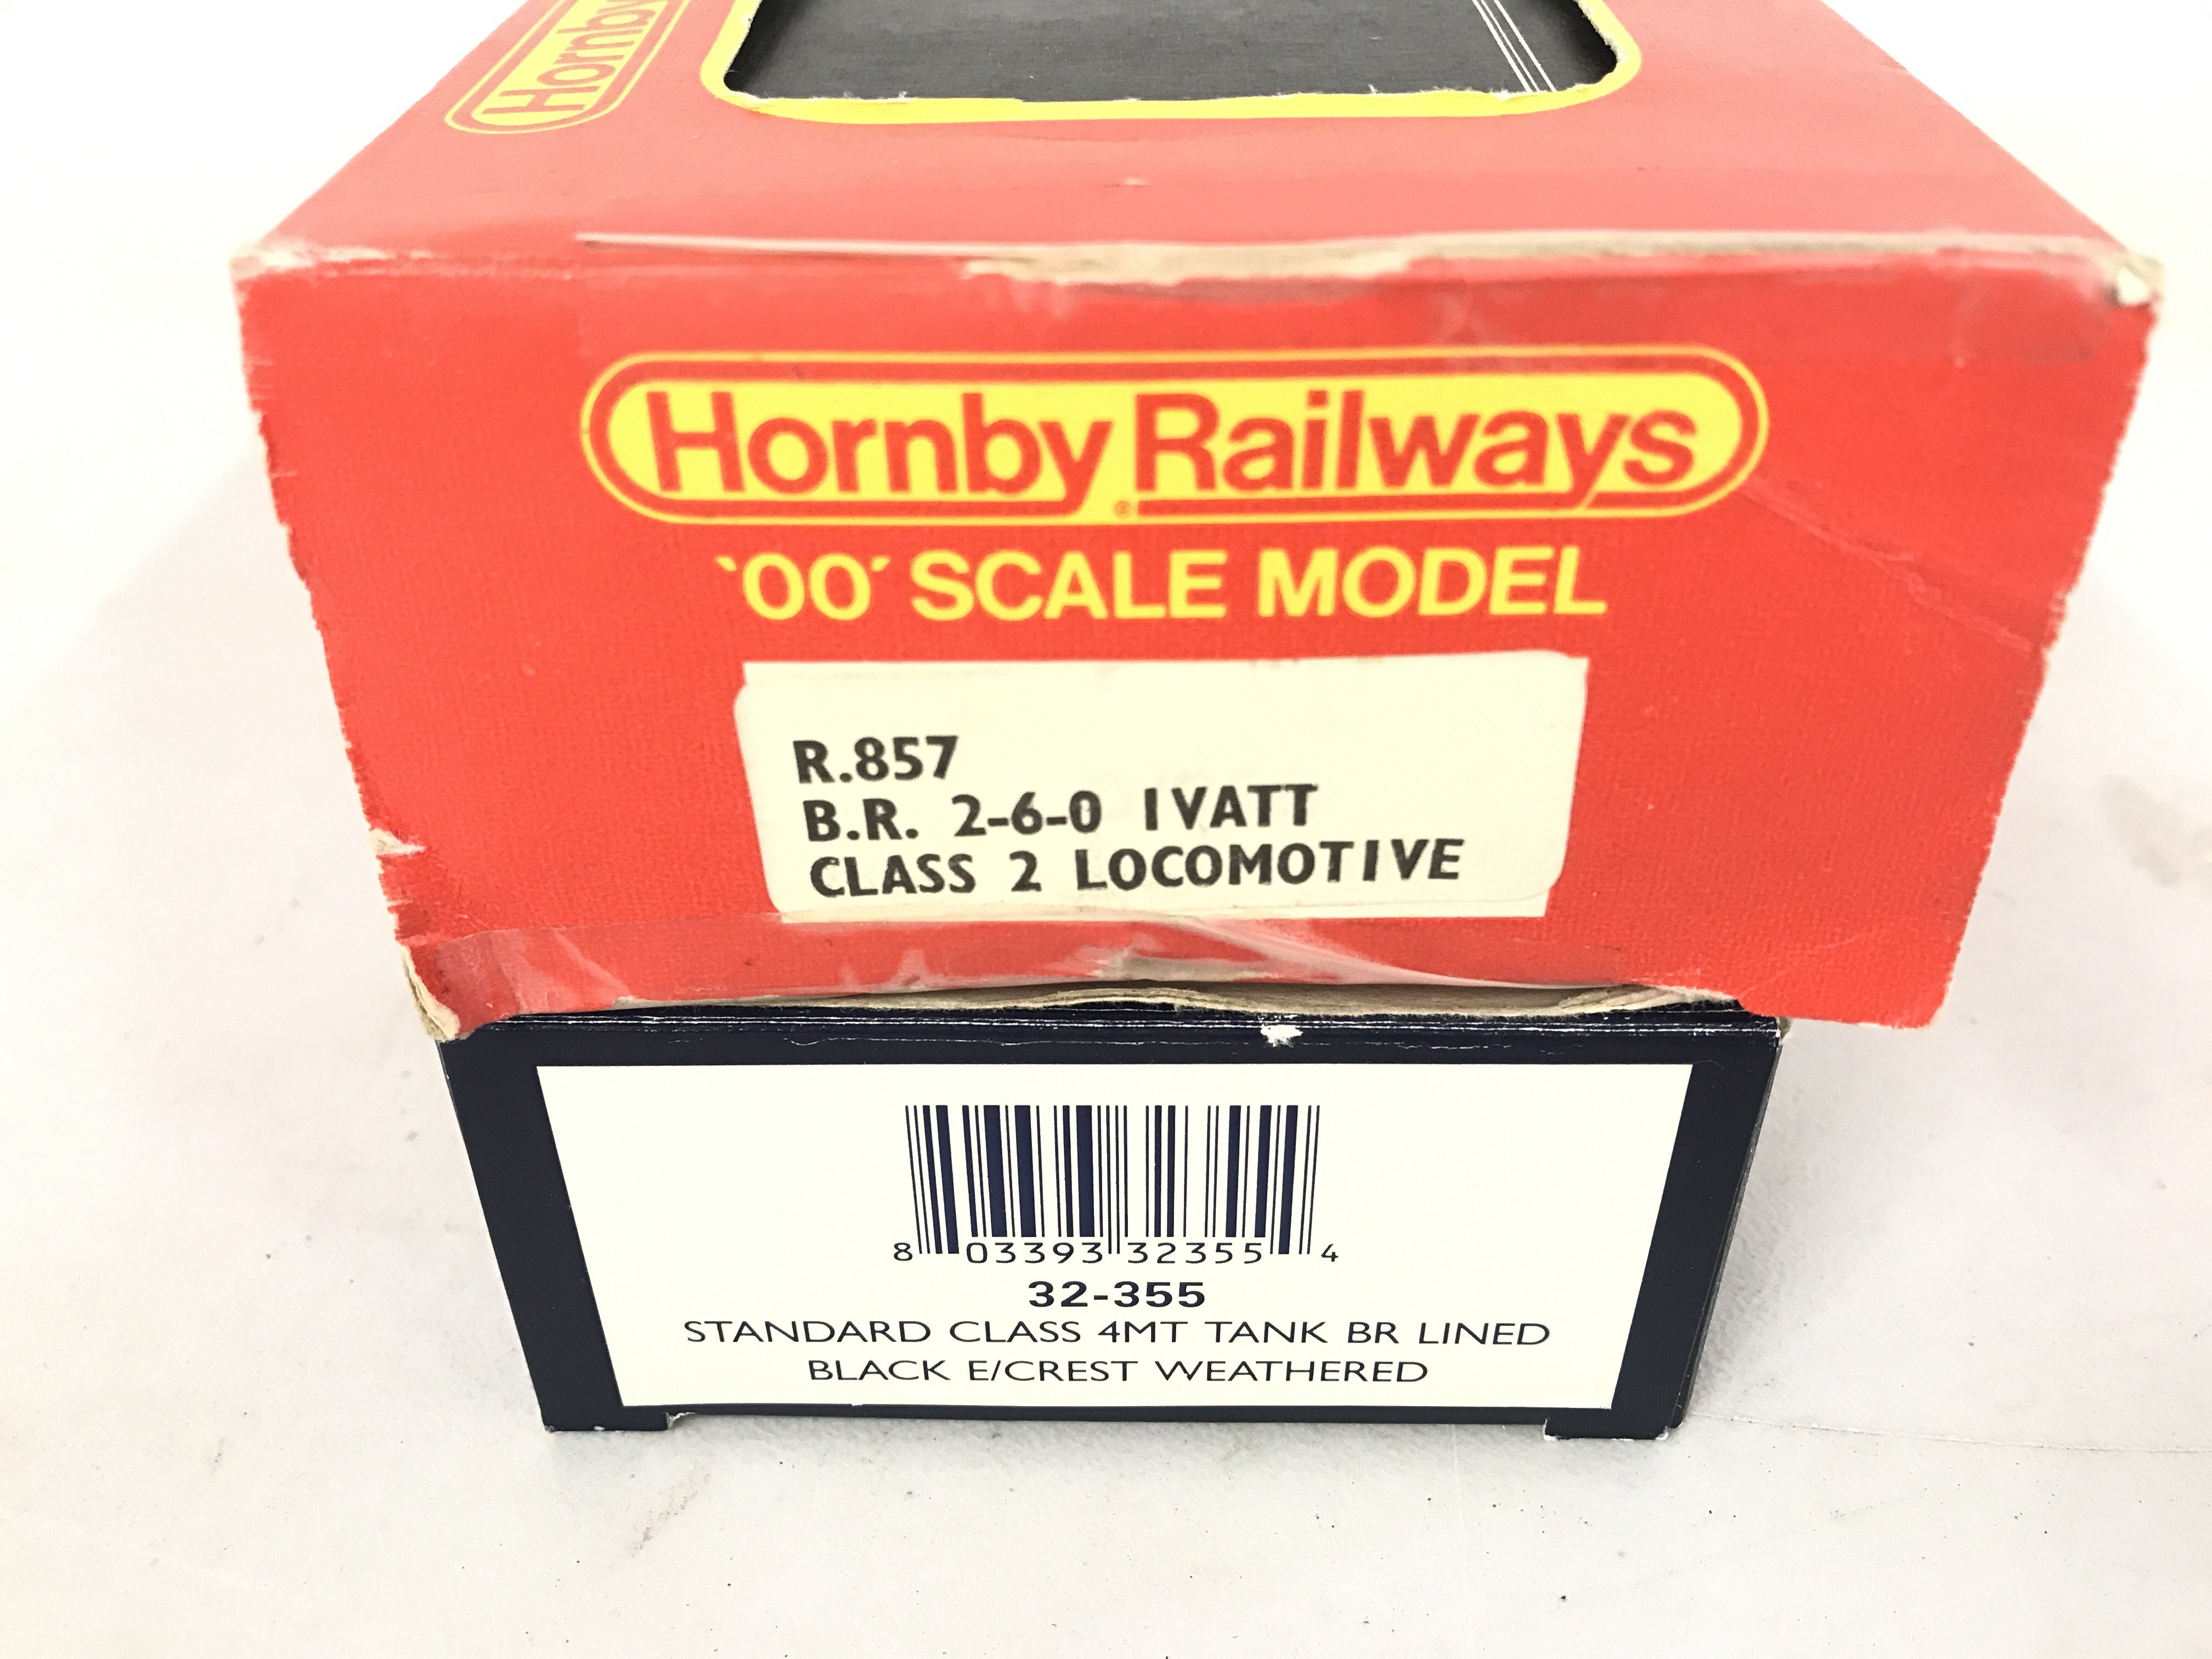 Hornby
Hornby Railways
®
'00' SCALE MODEL
R.857
B.R. 2-6-0 IVATT
CLASS 2 LOCOMOTIVE
8 03393 32355 4
32-355
STANDARD CLASS 4MT TANK BR LINED
BLACK E/CREST WEATHERED